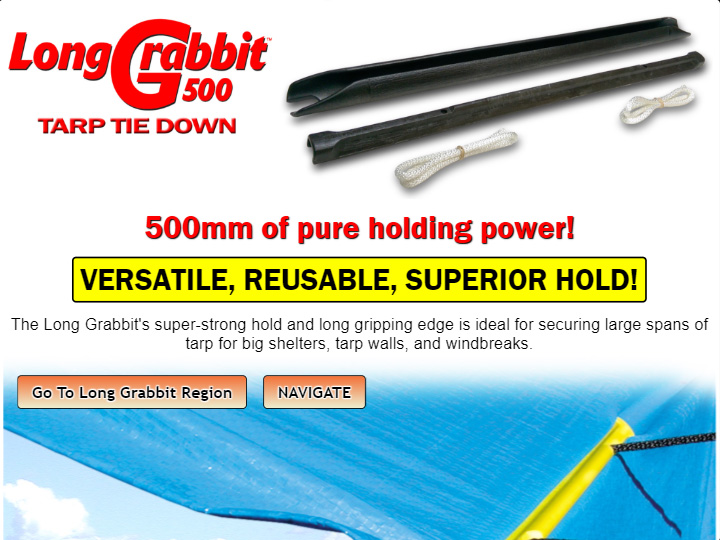 Long Grabbit™
500
TARP TIE DOWN
500mm of pure holding power!
VERSATILE, REUSABLE, SUPERIOR HOLD!
The Long Grabbit's super-strong hold and long gripping edge is ideal for securing large spans of
tarp for big shelters, tarp walls, and windbreaks.
Go To Long Grabbit Region
NAVIGATE